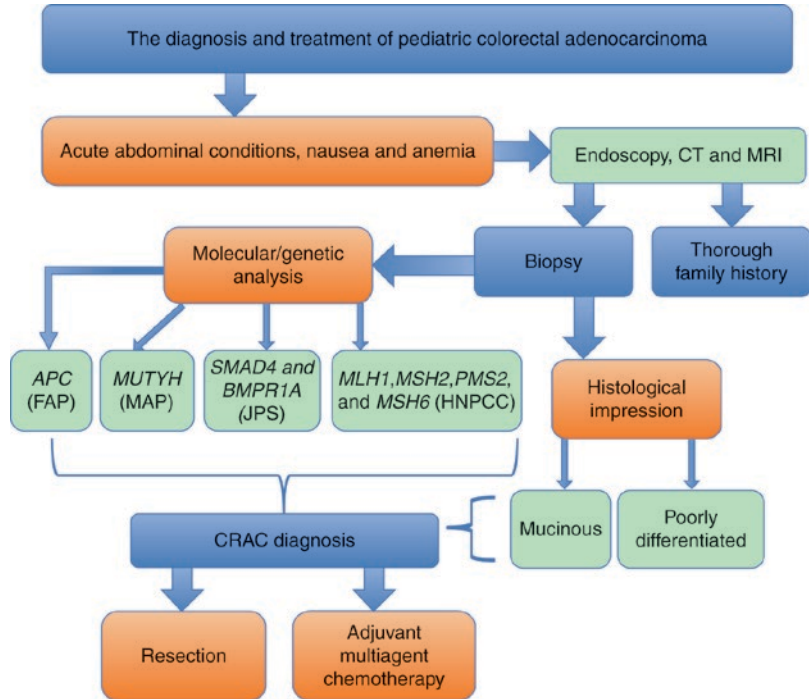 The diagnosis and treatment of pediatric colorectal adenocarcinoma
Acute abdominal conditions, nausea and anemia
Endoscopy, CT and MRI
Molecular/genetic
analysis
Biopsy
Thorough
family history
APC
(FAP)
MUTYH
(MAP)
SMAD4 and
BMPR1A
(JPS)
MLH1,MSH2,PMS2,
and MSH6 (HNPCC)
Histological
impression
CRAC diagnosis
Mucinous
Poorly
differentiated
Resection
Adjuvant
multiagent
chemotherapy